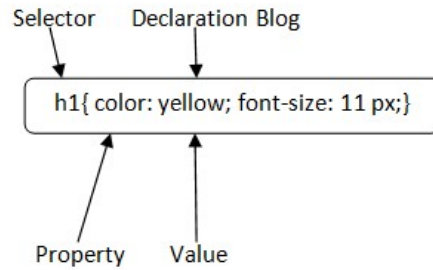 Selector Declaration Blog
h1{ color: yellow; font-size: 11 px;}
Property Value